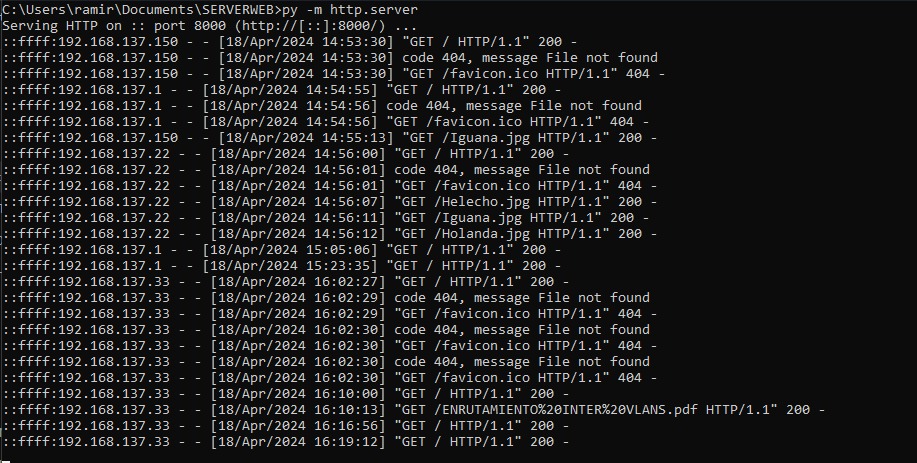 C:\Users\ramir\Documents\SERVERWEB>py -m http.server
Serving HTTP on :: port 8000 (http://[::]:8000/) ...
::ffff:192.168.137.150 - - [18/Apr/2024 14:53:30] "GET / HTTP/1.1" 200 -
::ffff:192.168.137.150 - - [18/Apr/2024 14:53:30] code 404, message File not found
::ffff:192.168.137.150 - - [18/Apr/2024 14:53:30] "GET /favicon.ico HTTP/1.1" 404 -
::ffff:192.168.137.1 - - [18/Apr/2024 14:54:55] "GET / HTTP/1.1" 200 -
::ffff:192.168.137.1 - - [18/Apr/2024 14:54:56] code 404, message File not found
::ffff:192.168.137.1 - - [18/Apr/2024 14:54:56] "GET /favicon.ico HTTP/1.1" 404 -
::ffff:192.168.137.150 - - [18/Apr/2024 14:55:13] "GET /Iguana.jpg HTTP/1.1" 200 -
::ffff:192.168.137.22 - - [18/Apr/2024 14:56:00] "GET / HTTP/1.1" 200 -
::ffff:192.168.137.22 - - [18/Apr/2024 14:56:01] code 404, message File not found
::ffff:192.168.137.22 - - [18/Apr/2024 14:56:01] "GET /favicon.ico HTTP/1.1" 404 -
::ffff:192.168.137.22 - - [18/Apr/2024 14:56:07] "GET /Helecho.jpg HTTP/1.1" 200 -
::ffff:192.168.137.22 - - [18/Apr/2024 14:56:11] "GET /Iguana.jpg HTTP/1.1" 200 -
::ffff:192.168.137.22 - - [18/Apr/2024 14:56:12] "GET /Holanda.jpg HTTP/1.1" 200 -
::ffff:192.168.137.1 - - [18/Apr/2024 15:05:06] "GET / HTTP/1.1" 200 -
::ffff:192.168.137.1 - - [18/Apr/2024 15:23:35] "GET / HTTP/1.1" 200 -
::ffff:192.168.137.33 - - [18/Apr/2024 16:02:27] "GET / HTTP/1.1" 200 -
::ffff:192.168.137.33 - - [18/Apr/2024 16:02:29] code 404, message File not found
::ffff:192.168.137.33 - - [18/Apr/2024 16:02:29] "GET /favicon.ico HTTP/1.1" 404 -
::ffff:192.168.137.33 - - [18/Apr/2024 16:02:30] code 404, message File not found
::ffff:192.168.137.33 - - [18/Apr/2024 16:02:30] "GET /favicon.ico HTTP/1.1" 404 -
::ffff:192.168.137.33 - - [18/Apr/2024 16:02:30] code 404, message File not found
::ffff:192.168.137.33 - - [18/Apr/2024 16:02:30] "GET /favicon.ico HTTP/1.1" 404 -
::ffff:192.168.137.33 - - [18/Apr/2024 16:10:00] "GET / HTTP/1.1" 200 -
::ffff:192.168.137.33 - - [18/Apr/2024 16:10:13] "GET /ENRUTAMIENTO%20INTER%20VLANS.pdf HTTP/1.1" 200 -
::ffff:192.168.137.33 - - [18/Apr/2024 16:16:56] "GET / HTTP/1.1" 200 -
::ffff:192.168.137.33 - - [18/Apr/2024 16:19:12] "GET / HTTP/1.1" 200 -